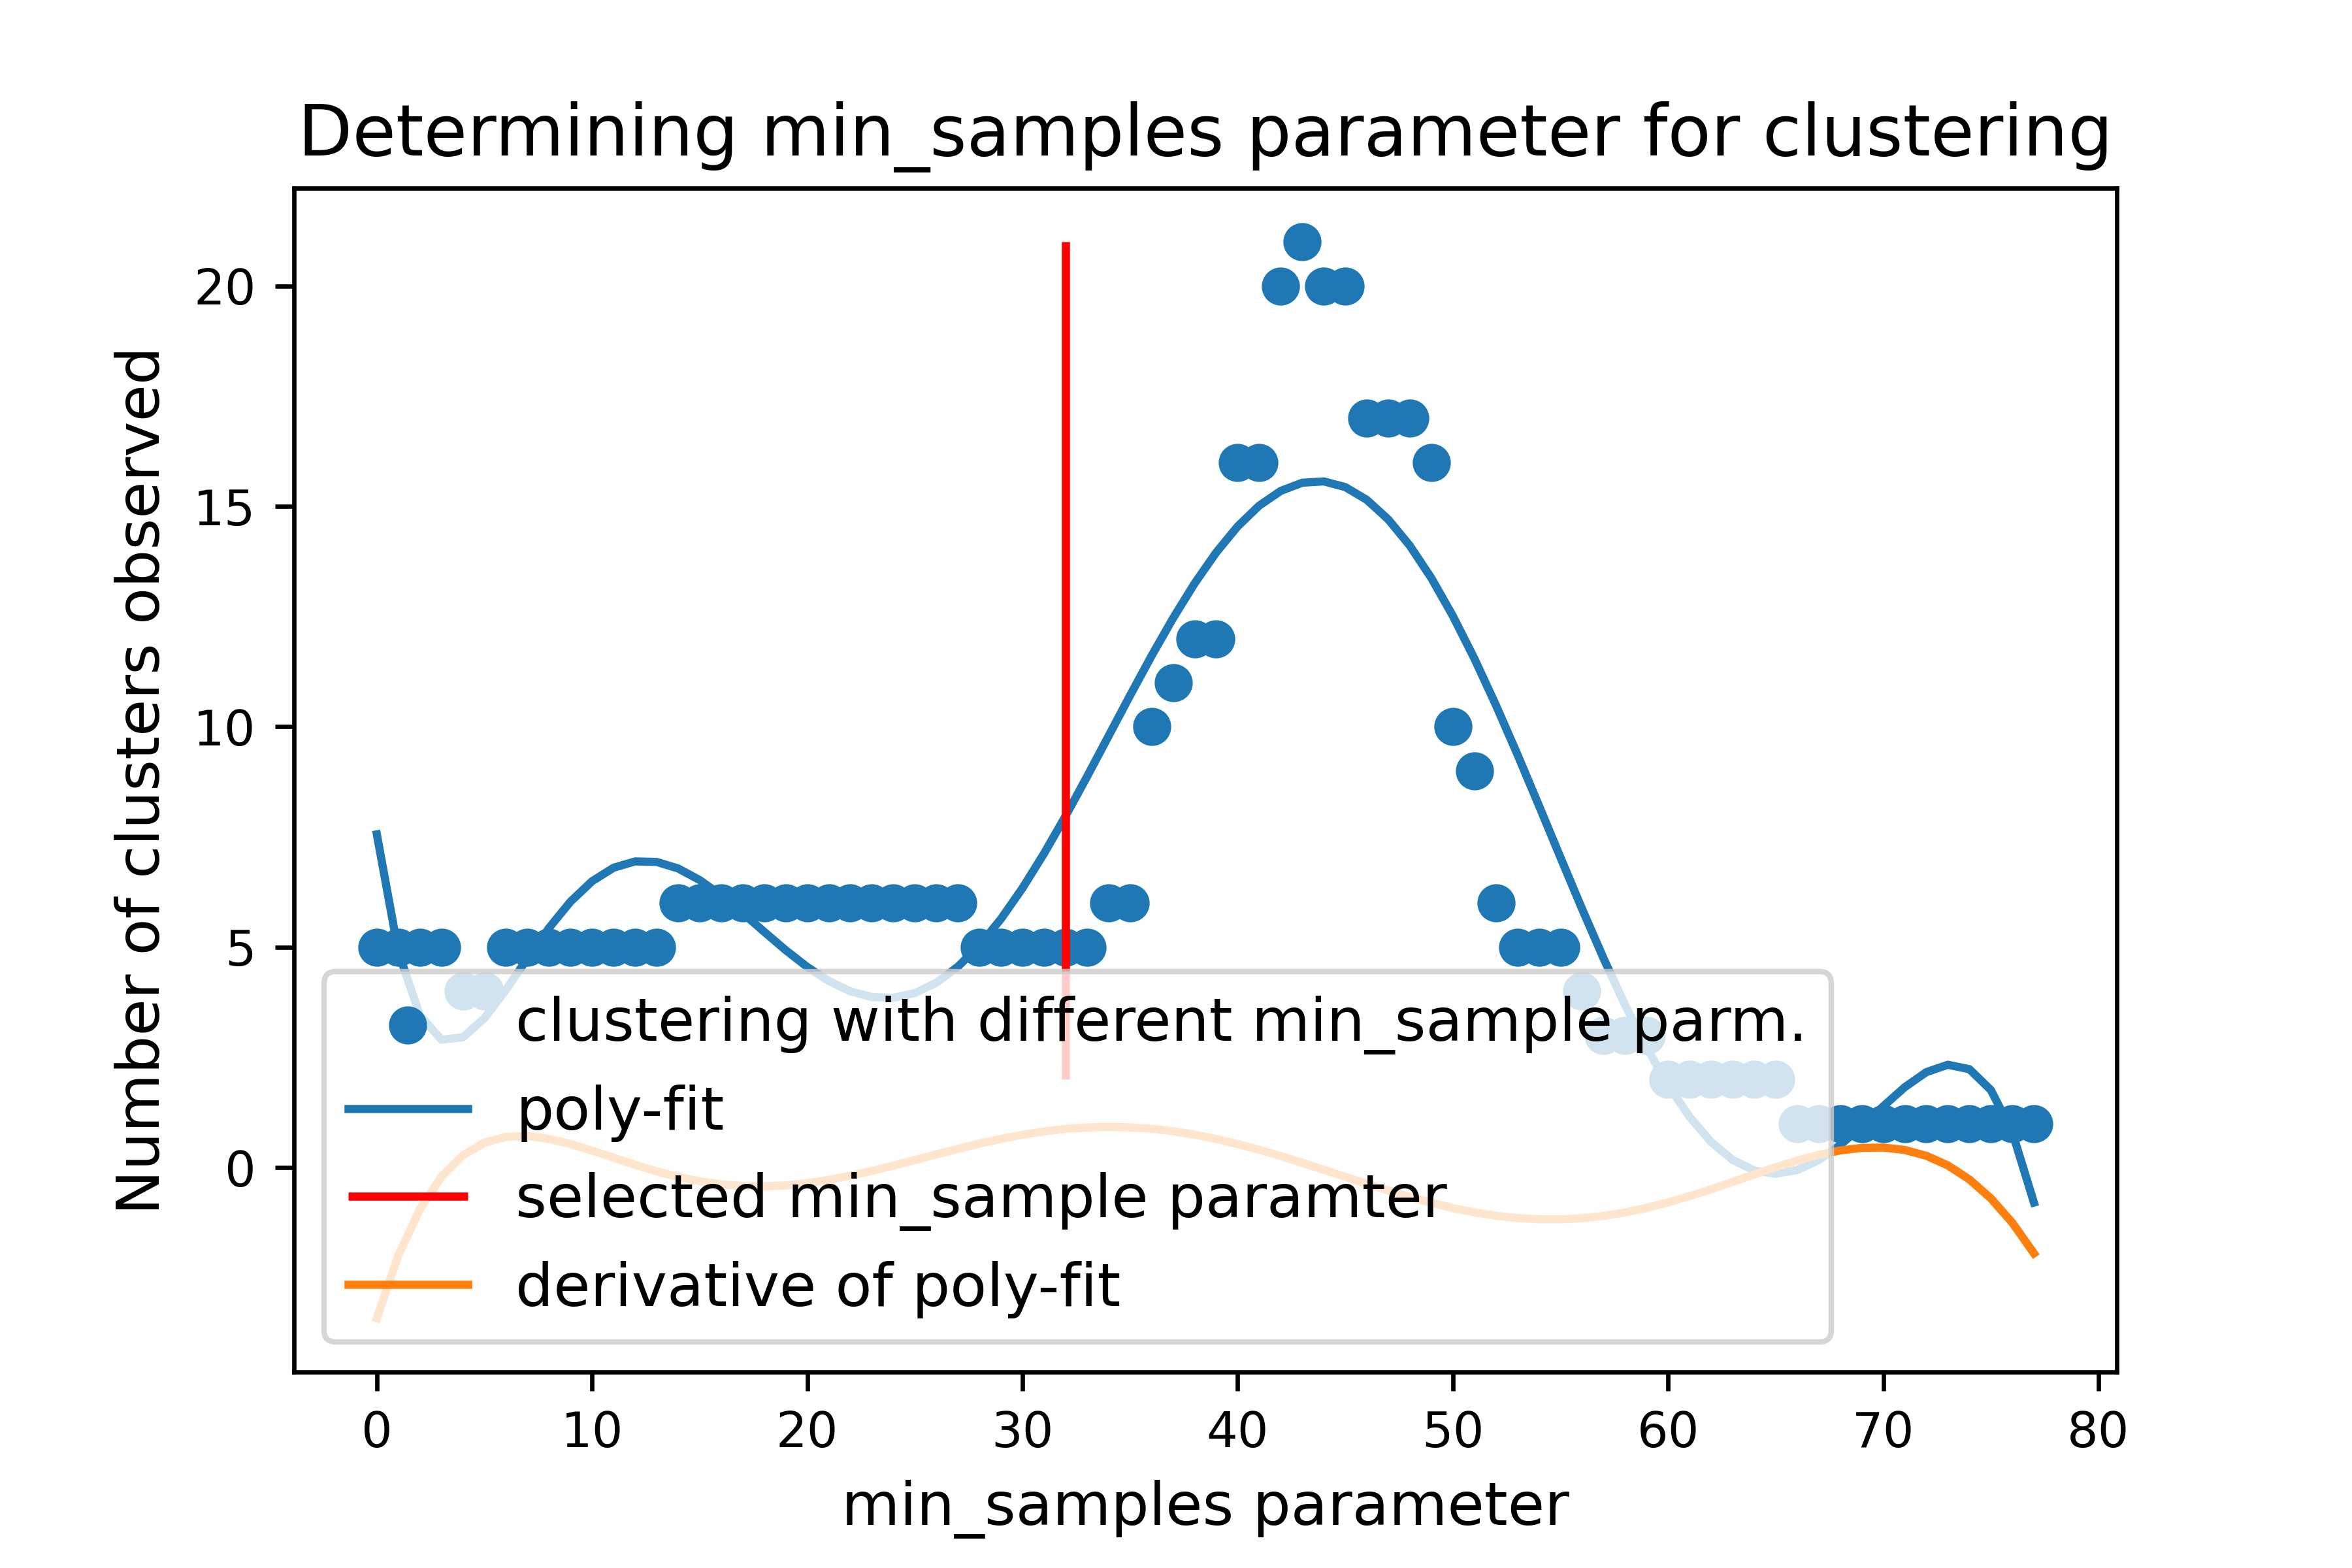 Determining min_samples parameter for clustering
Number of clusters observed
20
15
10
5
0
clustering with different min_sample parm.
poly-fit
selected min_sample paramter
derivative of poly-fit
0 10 20 30 40 50 60 70 80
min_samples parameter